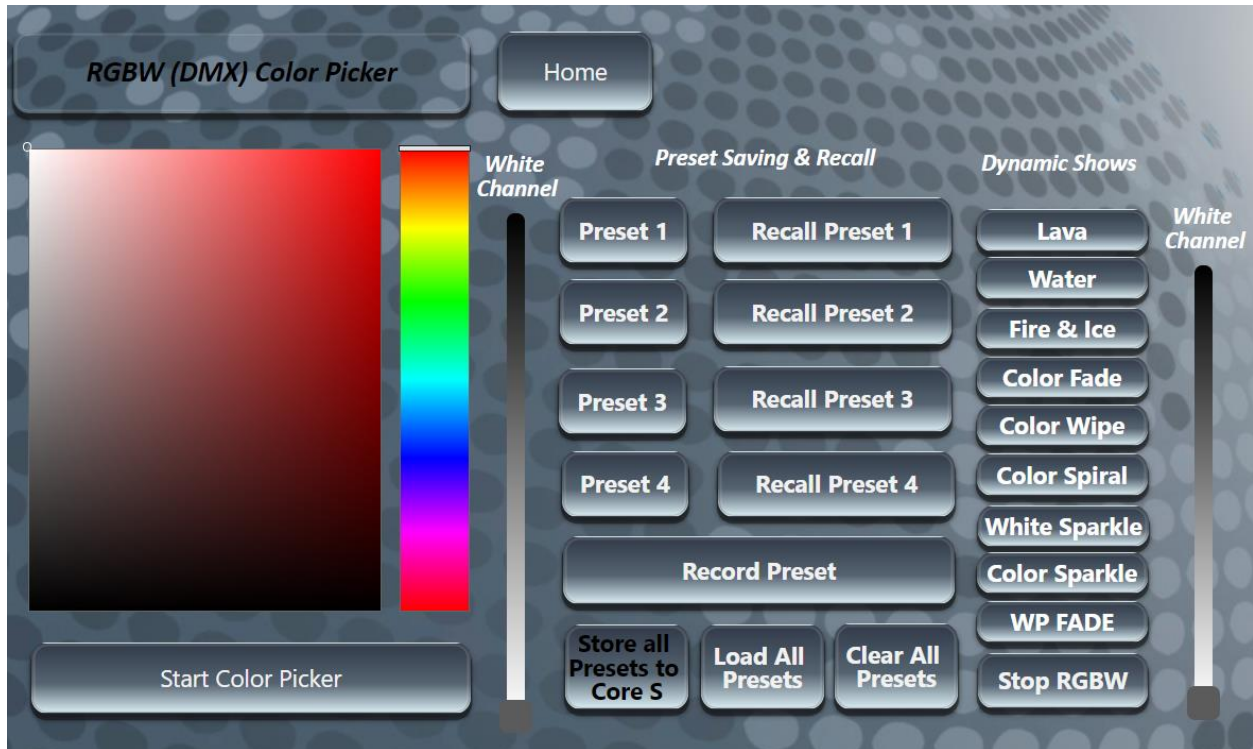 RGBW (DMX) Color Picker
Home
White
Channel
Preset Saving & Recall
Dynamic Shows
White
Channel
Preset 1
Recall Preset 1
Preset 2
Recall Preset 2
Preset 3
Recall Preset 3
Preset 4
Recall Preset 4
Record Preset
Store all
Presets to
Core S
Load All
Presets
Clear All
Presets
Lava
Water
Fire & Ice
Color Fade
Color Wipe
Color Spiral
White Sparkle
Color Sparkle
WP FADE
Stop RGBW
Start Color Picker